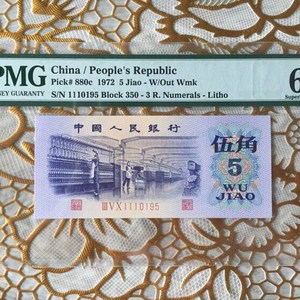 PMG
China / People's Republic
Pick# 880c 1972 5 Jiao - W/Out Wmk
S/N 1110195 Block 350 - 3 R. Numerals - Litho
中国人民银行
伍角
5
WU
JIAO
ⅢⅤⅩ1110195